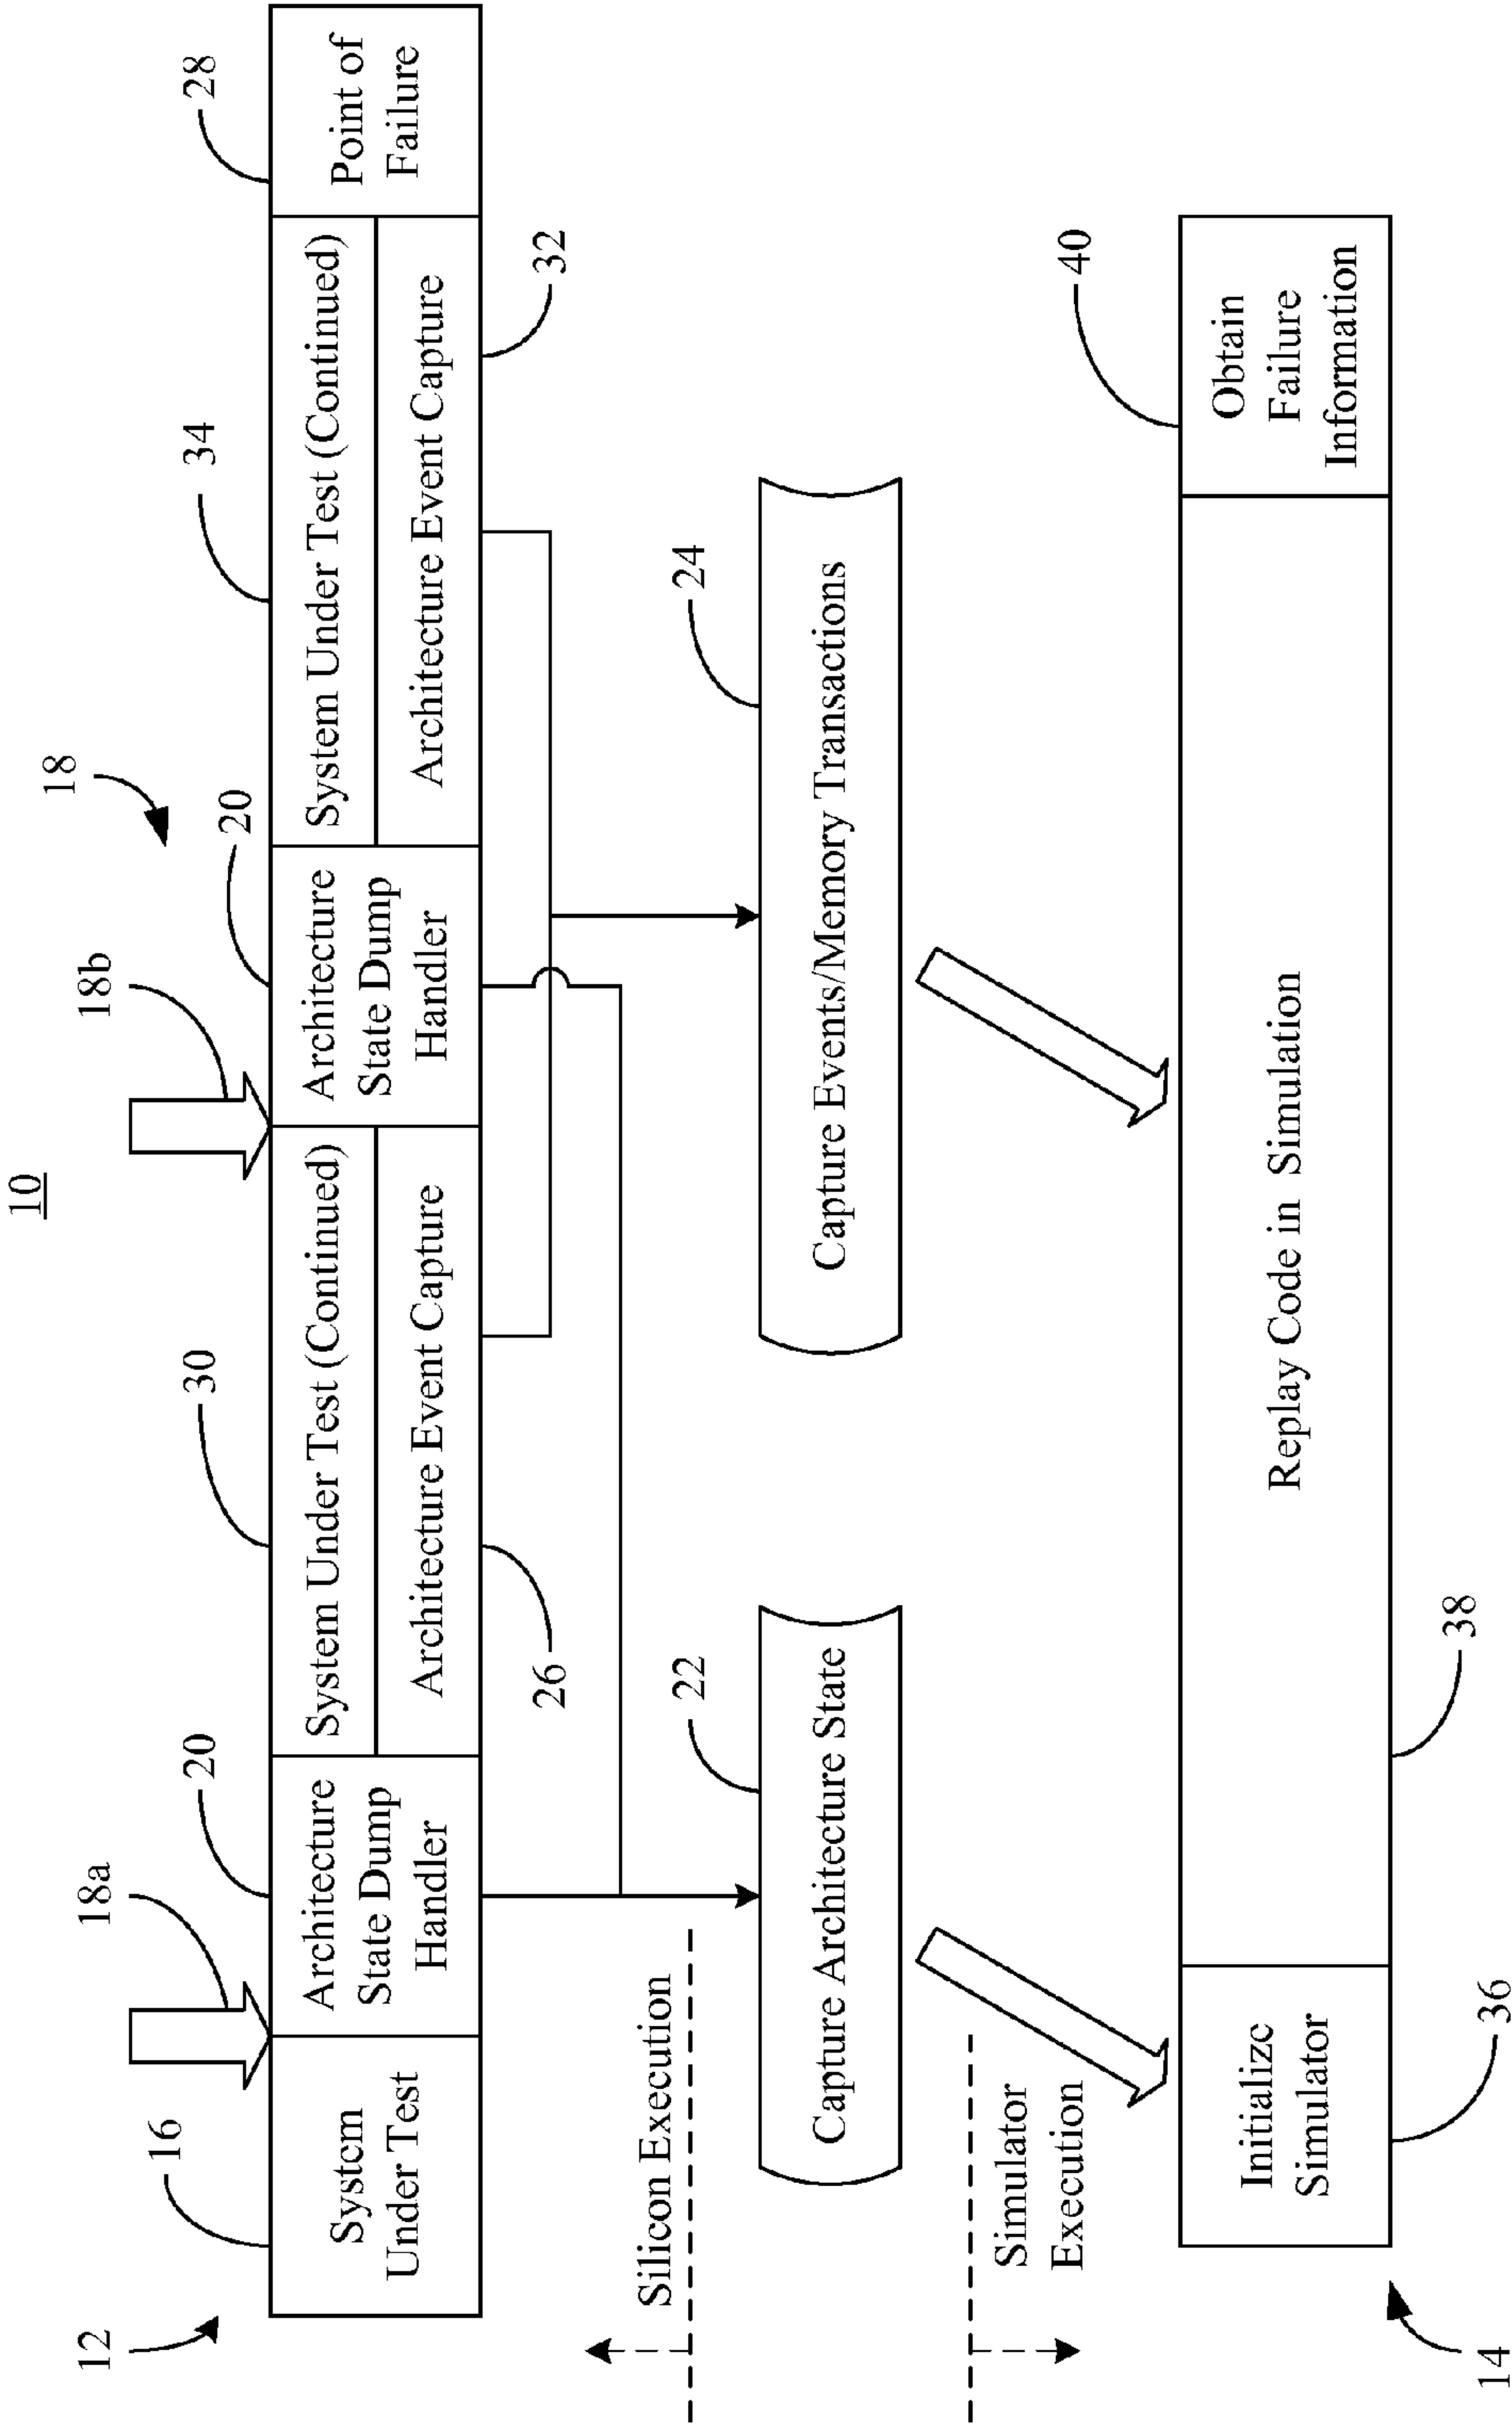 10
12
16
18a
20
30
18b
20
18
34
28
System
Under Test
Architecture
State Dump
Handler
System Under Test (Continued)
Architecture Event Capture
Architecture
State Dump
Handler
System Under Test (Continued)
Architecture Event Capture
Point of
Failure
26
32
Silicon Execution
22
24
Capture Architecture State
Capture Events/Memory Transactions
Simulator
Execution
40
Initialize
Simulator
Replay Code in Simulation
Obtain
Failure
Information
14
36
38